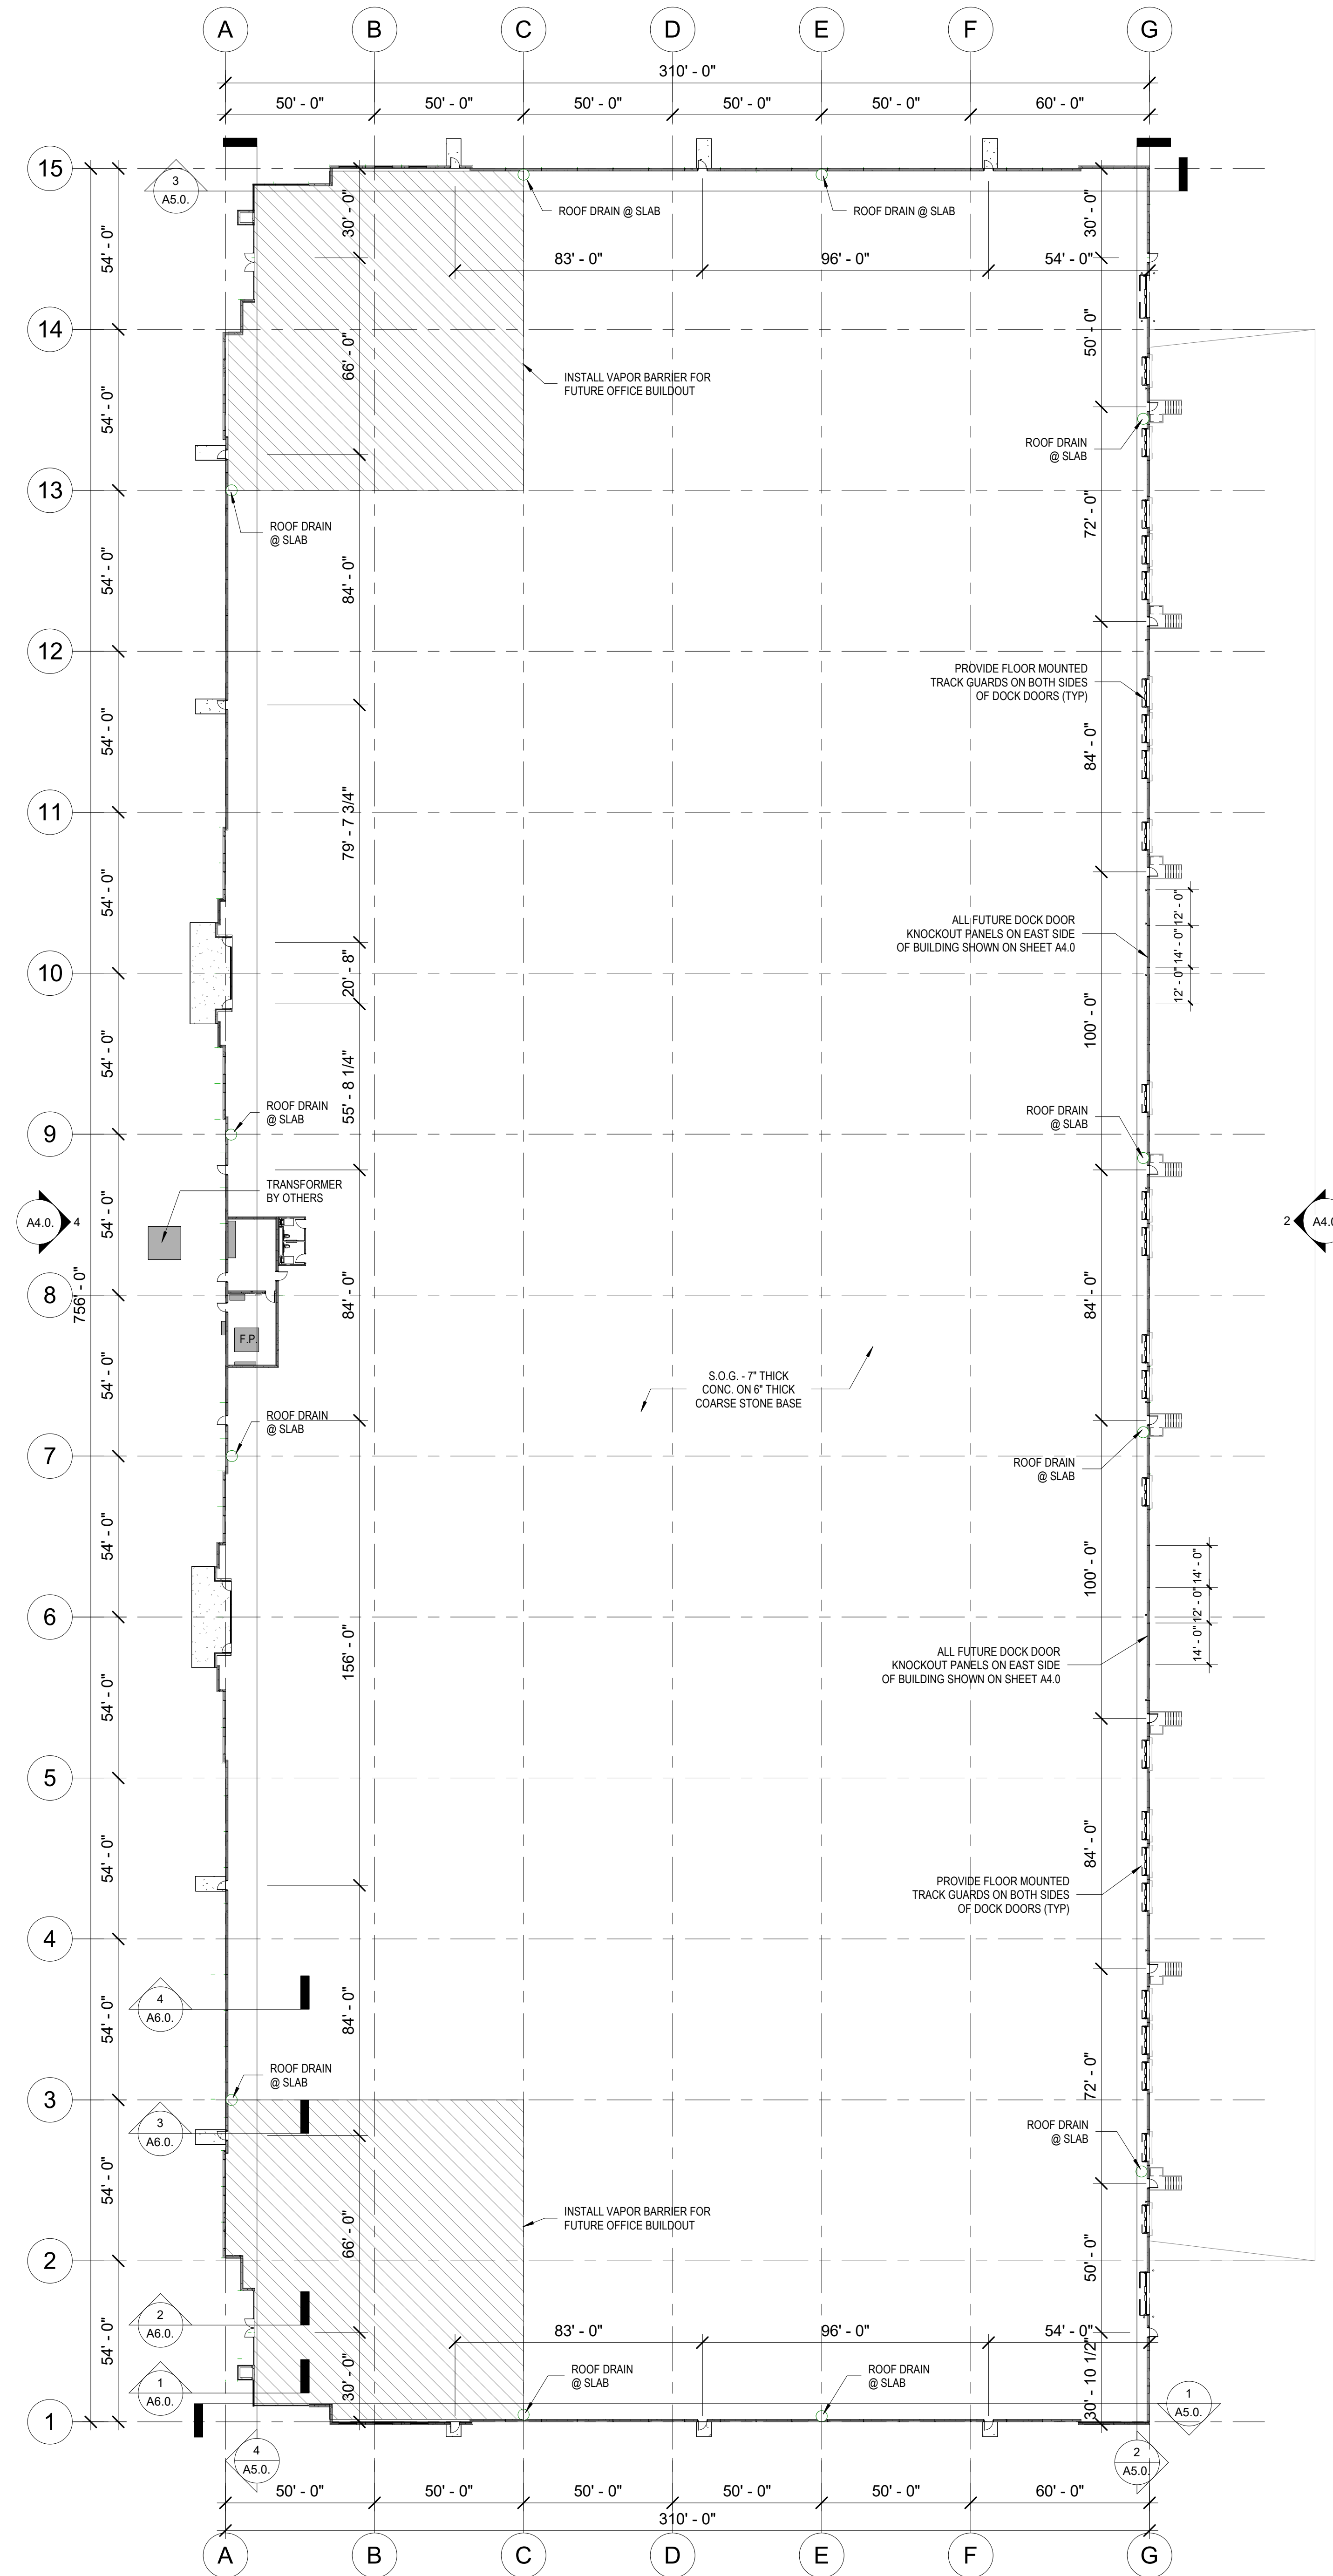 A B C D E F G
310' - 0"
50' - 0" 50' - 0" 50' - 0" 50' - 0" 50' - 0" 60' - 0"
15
3
A5.0.
30' - 0"
30' - 0"
ROOF DRAIN @ SLAB
ROOF DRAIN @ SLAB
54' - 0"
83' - 0" 96' - 0" 54' - 0"
14
50' - 0"
66' - 0"
INSTALL VAPOR BARRIER FOR
FUTURE OFFICE BUILDOUT
54' - 0"
ROOF DRAIN
@ SLAB
13
72' - 0"
ROOF DRAIN
@ SLAB
54' - 0"
84' - 0"
12
PROVIDE FLOOR MOUNTED
TRACK GUARDS ON BOTH SIDES
OF DOCK DOORS (TYP)
54' - 0"
84' - 0"
11
79' - 7 3/4"
54' - 0"
12' - 0"
ALL FUTURE DOCK DOOR
KNOCKOUT PANELS ON EAST SIDE
OF BUILDING SHOWN ON SHEET A4.0
14' - 0"
10
20' - 8"
12' - 0"
100' - 0"
54' - 0"
55' - 8 1/4"
ROOF DRAIN
@ SLAB
ROOF DRAIN
@ SLAB
9
TRANSFORMER
BY OTHERS
54' - 0"
A4.0. 4
2 A4.0
8
756' - 0"
84' - 0"
84' - 0"
F.P.
54' - 0"
S.O.G. - 7" THICK
CONC. ON 6" THICK
COARSE STONE BASE
ROOF DRAIN
@ SLAB
7
ROOF DRAIN
@ SLAB
54' - 0"
100' - 0"
14' - 0"
6
12' - 0"
156' - 0"
14' - 0"
ALL FUTURE DOCK DOOR
KNOCKOUT PANELS ON EAST SIDE
OF BUILDING SHOWN ON SHEET A4.0
54' - 0"
5
54' - 0"
84' - 0"
PROVIDE FLOOR MOUNTED
TRACK GUARDS ON BOTH SIDES
OF DOCK DOORS (TYP)
4
4
A6.0.
54' - 0"
84' - 0"
ROOF DRAIN
@ SLAB
72' - 0"
3
3
A6.0.
ROOF DRAIN
@ SLAB
54' - 0"
INSTALL VAPOR BARRIER FOR
FUTURE OFFICE BUILDOUT
66' - 0"
2
50' - 0"
2
A6.0.
54' - 0"
83' - 0" 96' - 0" 54' - 0"
1
A6.0.
30' - 0"
ROOF DRAIN
@ SLAB
ROOF DRAIN
@ SLAB
30' - 10 1/2"
1
A5.0.
1
4
A5.0.
2
A5.0.
50' - 0" 50' - 0" 50' - 0" 50' - 0" 50' - 0" 60' - 0"
310' - 0"
A B C D E F G